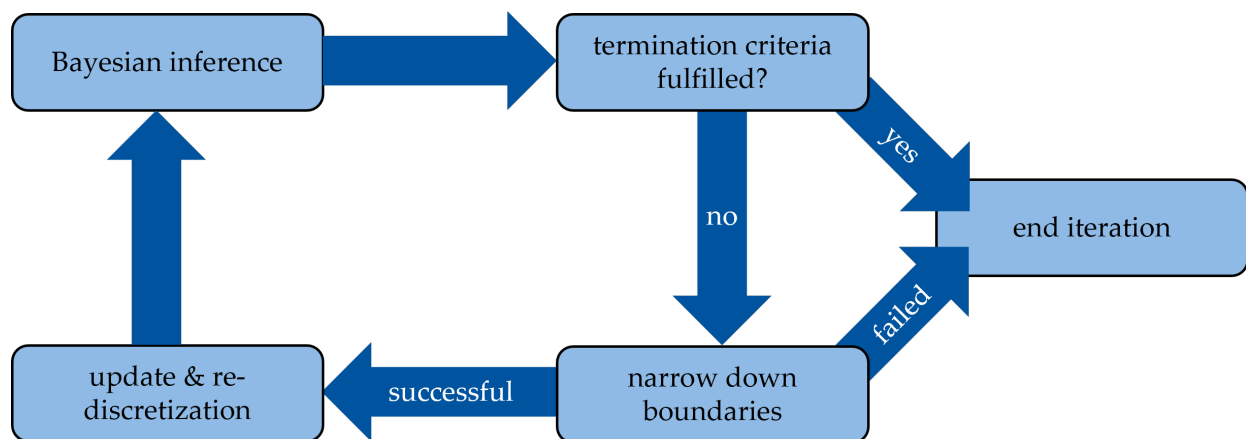 Bayesian inference
termination criteria
fulfilled?
yes
no
end iteration
failed
update & re-
discretization
successful
narrow down
boundaries